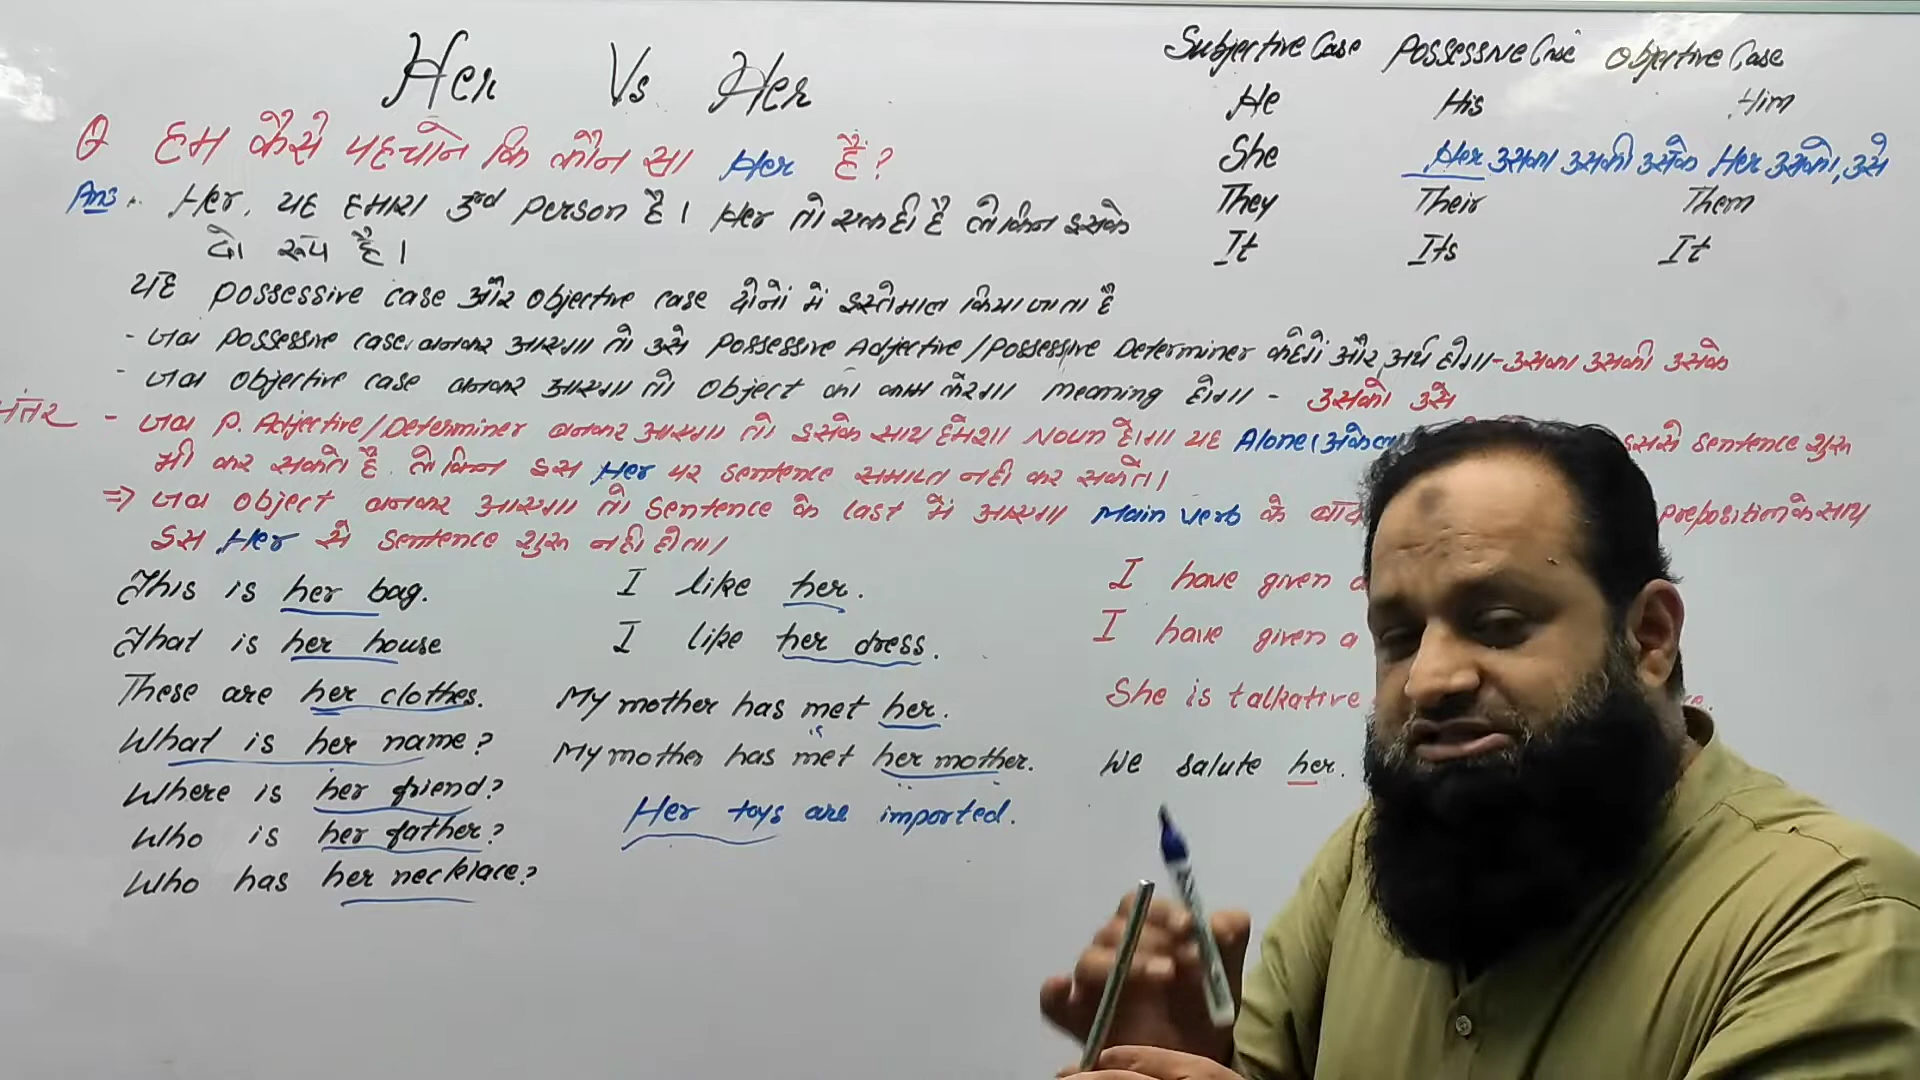 Her Vs Her
Q हम कैसे पहचाने कि कौन सा Her है?
Ans:- Her, यह हमारा 3rd person है। Her तो एक ही है लेकिन इसके
दो रूप है।
यह possessive case और objective case दोनों में इस्तेमाल किया जाता है
- जब possessive case बनकर आएगा तो उसे Possessive Adjective/Possessive Determiner कहेंगे और अर्थ होगा-उसका उसकी उसके
- जब objective case बनकर आएगा तो object का काम करेगा meaning होगा - उसको उसे
अंतर - जब P. Adjective/Determiner बनकर आएगा तो इसके साथ हमेशा Noun होगा यह Alone इससे sentence शुरू
भी कर सकते है लेकिन इस Her पर sentence समाप्त नही कर सकते।
⇒ जब object बनकर आएगा तो sentence के last में आएगा Main verb के preposition के साथ
इस Her से sentence शुरू नही होता।
Subjective Case Possessive Case Objective Case
He His Him
She Her उसका उसकी उसके Her उसको, उसे
They Their Them
It Its It
This is her bag.
That is her house
These are her clothes.
What is her name?
Where is her friend?
Who is her father?
Who has her necklace?
I like her.
I like her dress.
My mother has met her.
My mother has met her mother.
Her toys are imported.
I have given
I have given a
She is talkative
We salute her.